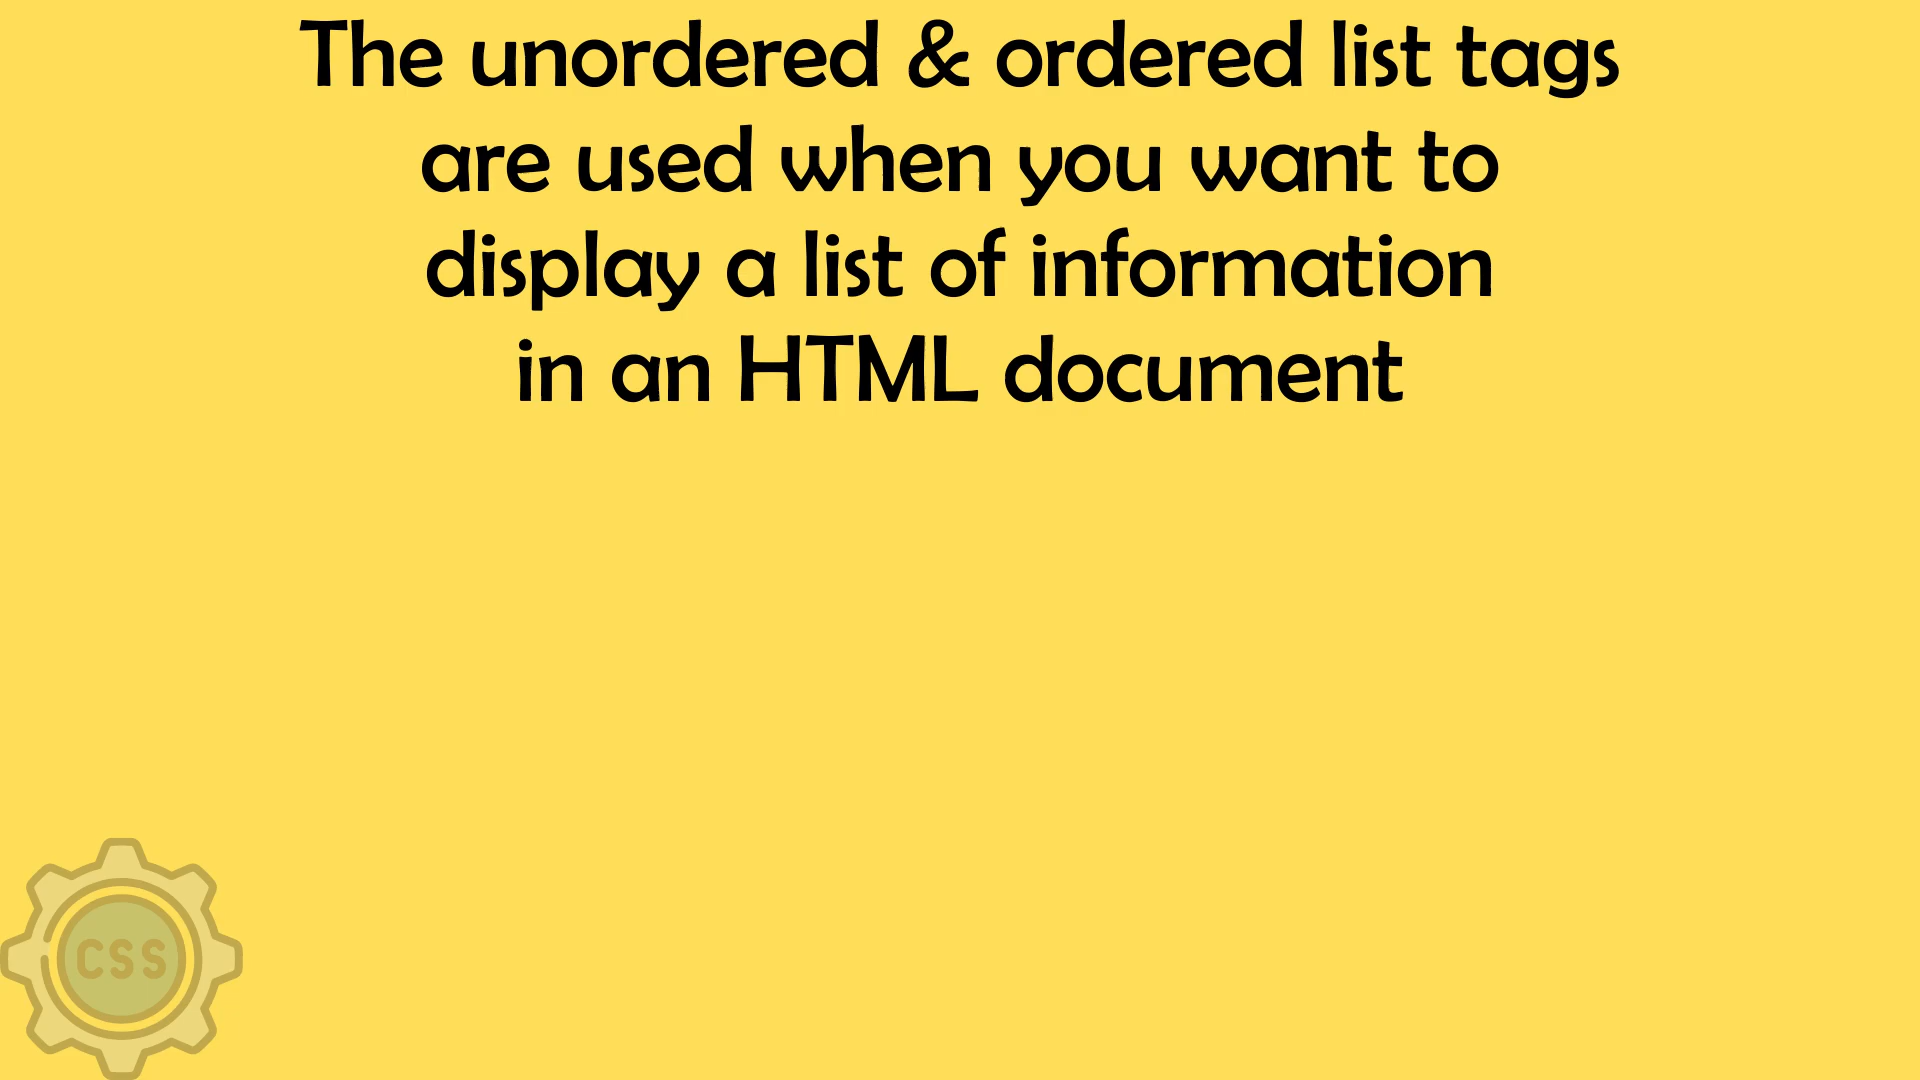 The unordered & ordered list tags
are used when you want to
display a list of information
in an HTML document
CSS